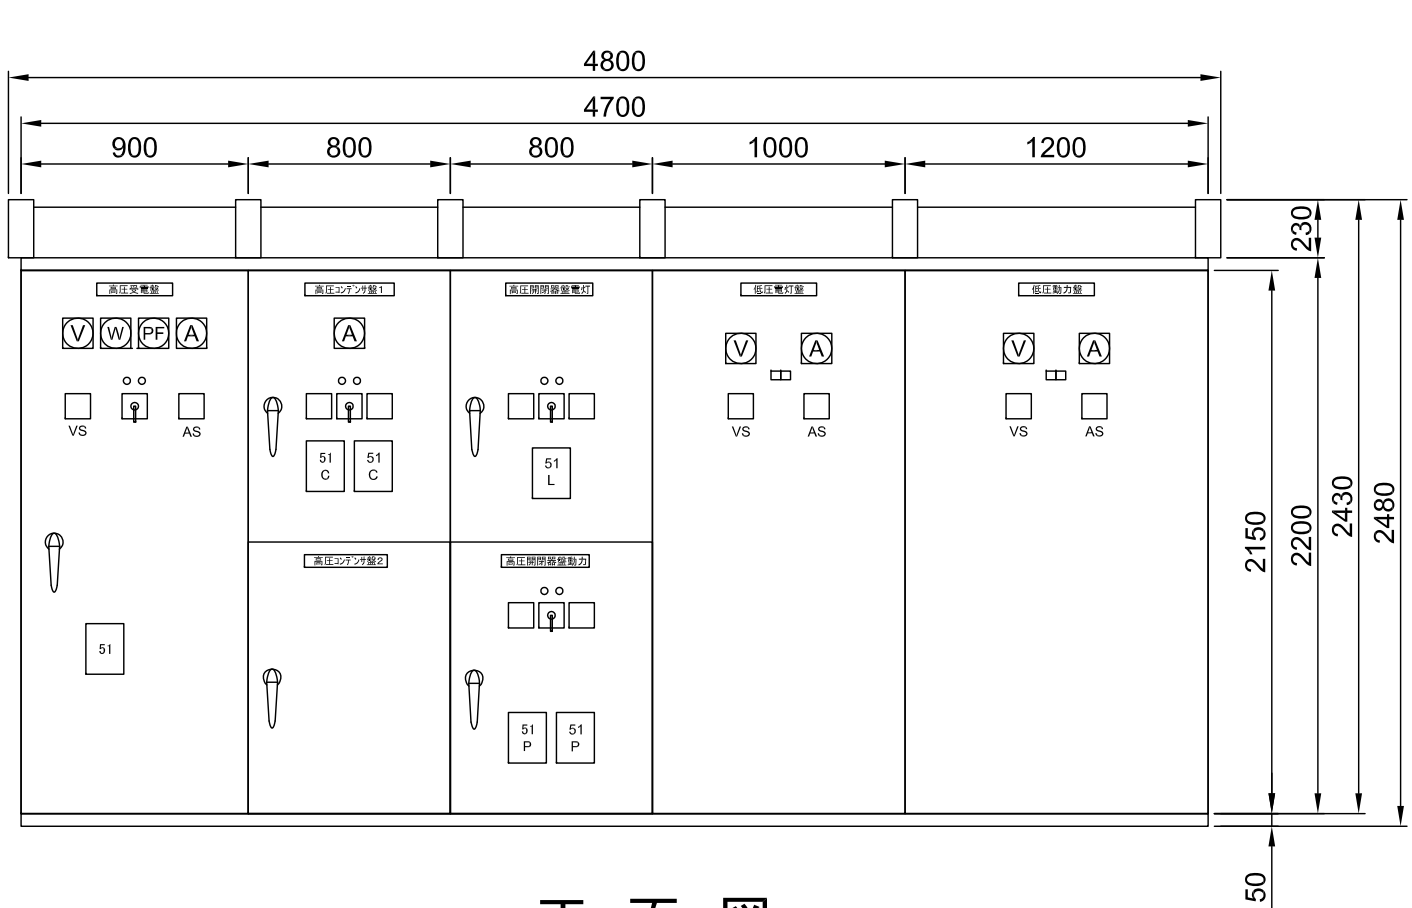 4800
4700
900 800 800 1000 1200
230
高圧受電盤 高圧ｺﾝﾃﾞﾝｻ盤1 高圧開閉器盤電灯 低圧電灯盤 低圧動力盤
V W PF A A V A V A
VS AS VS AS VS AS
51 C 51 C 51 L
2150 2200 2430 2480
高圧ｺﾝﾃﾞﾝｻ盤2 高圧開閉器盤動力
51
51 P 51 P
50
正面図